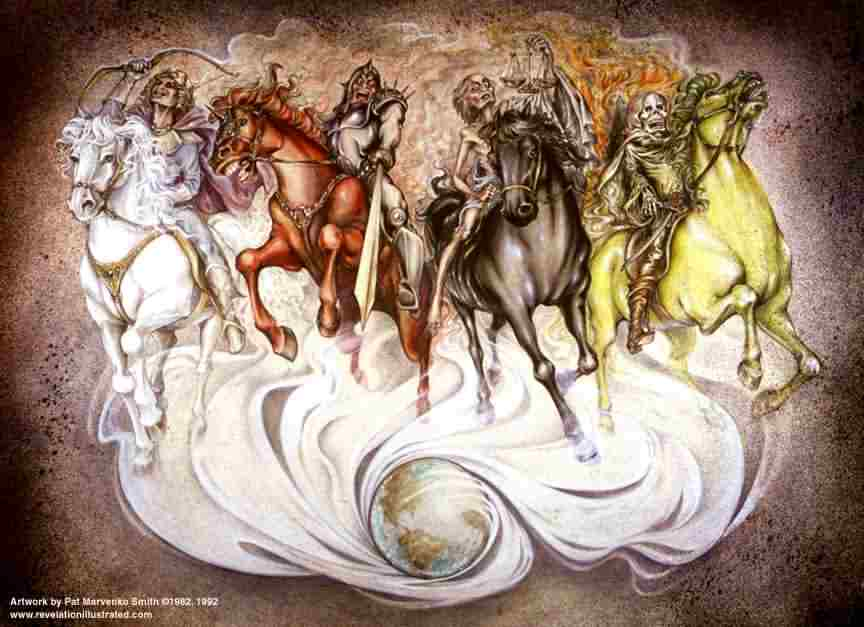 Artwork by Pat Marvenko Smith ©1982, 1992
www.revelationillustrated.com